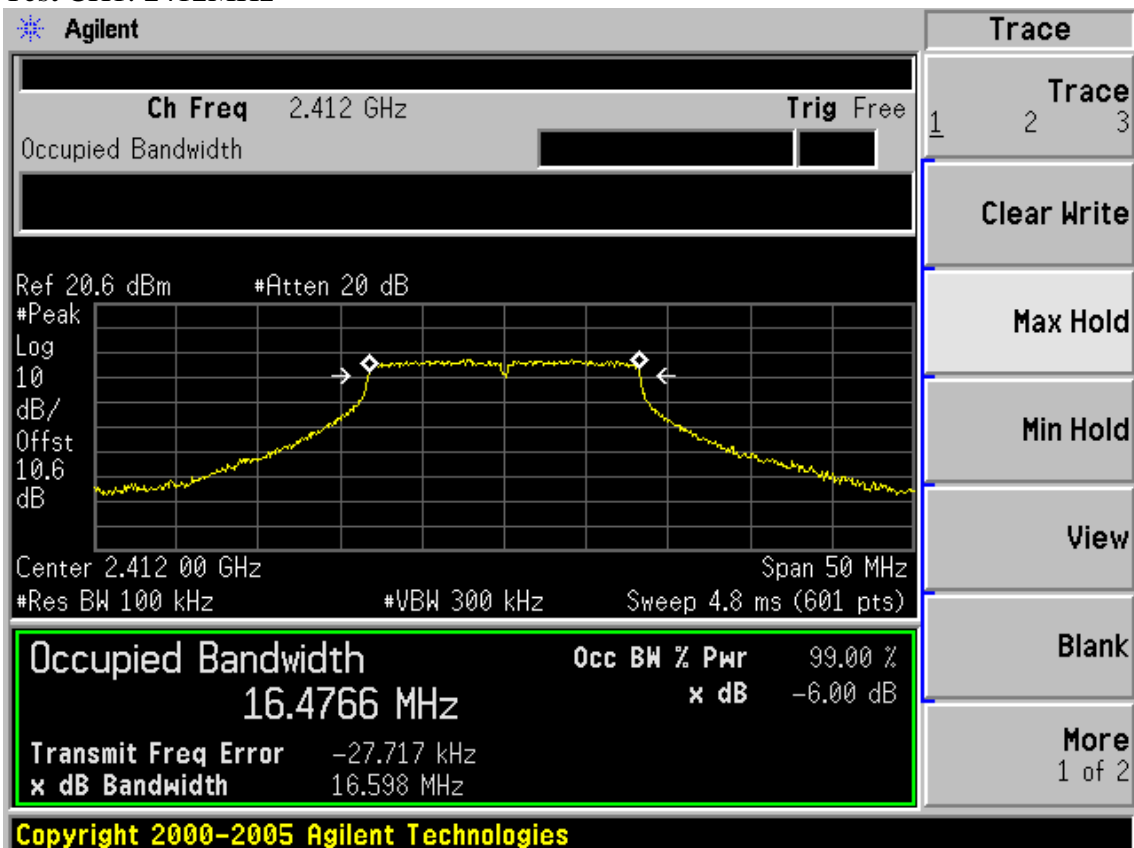 Agilent
Trace
Ch Freq 2.412 GHz Trig Free
Occupied Bandwidth
Trace
1 2 3
Clear Write
Max Hold
Min Hold
View
Blank
More
1 of 2
Ref 20.6 dBm #Atten 20 dB
#Peak
Log
10
dB/
Offst
10.6
dB
Center 2.412 00 GHz Span 50 MHz
#Res BW 100 kHz #VBW 300 kHz Sweep 4.8 ms (601 pts)
Occupied Bandwidth Occ BW % Pwr 99.00 %
16.4766 MHz x dB -6.00 dB
Transmit Freq Error -27.717 kHz
x dB Bandwidth 16.598 MHz
Copyright 2000-2005 Agilent Technologies